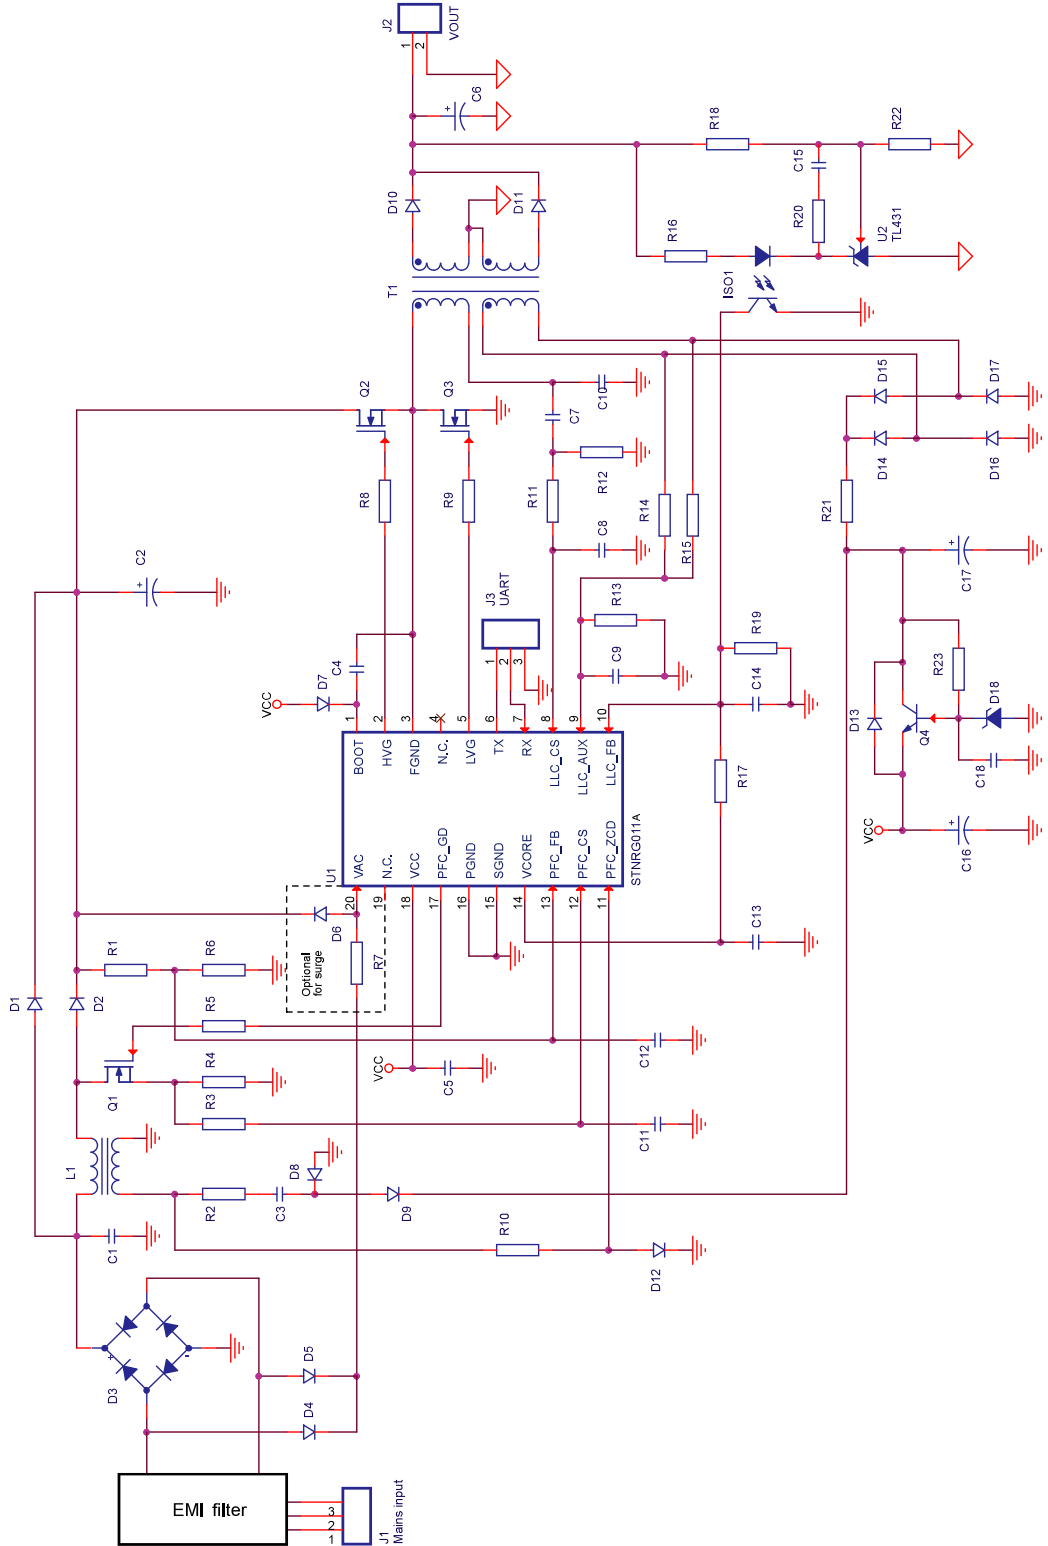 J2
VOUT
1
2
C6
+
R18
R22
C15
D10
D11
R16
R20
U2
TL431
ISO1
T1
Q2
Q3
C10
C7
D15
D17
D14
D16
R8
R9
R11
R12
R14
R15
R21
C8
C2
+
J3
UART
1
2
3
R13
R19
C17
+
C4
D7
VCC
C9
C14
R23
D18
D13
Q4
C18
1
2
3
4
5
6
7
8
9
10
BOOT
HVG
FGND
N.C.
LVG
TX
RX
LLC_CS
LLC_AUX
LLC_FB
R17
VCC
C16
+
U1
STNRG011A
VAC
N.C.
VCC
PFC_GD
PGND
SGND
VCORE
PFC_FB
PFC_CS
PFC_ZCD
20
19
18
17
16
15
14
13
12
11
D6
R7
Optional
for surge
C13
R1
R6
D1
D2
R5
R4
R3
Q1
VCC
C5
C12
C11
L1
D8
R2
C3
D9
R10
D12
C1
D3
+
-
D5
D4
EMI filter
3
2
1
J1
Mains input